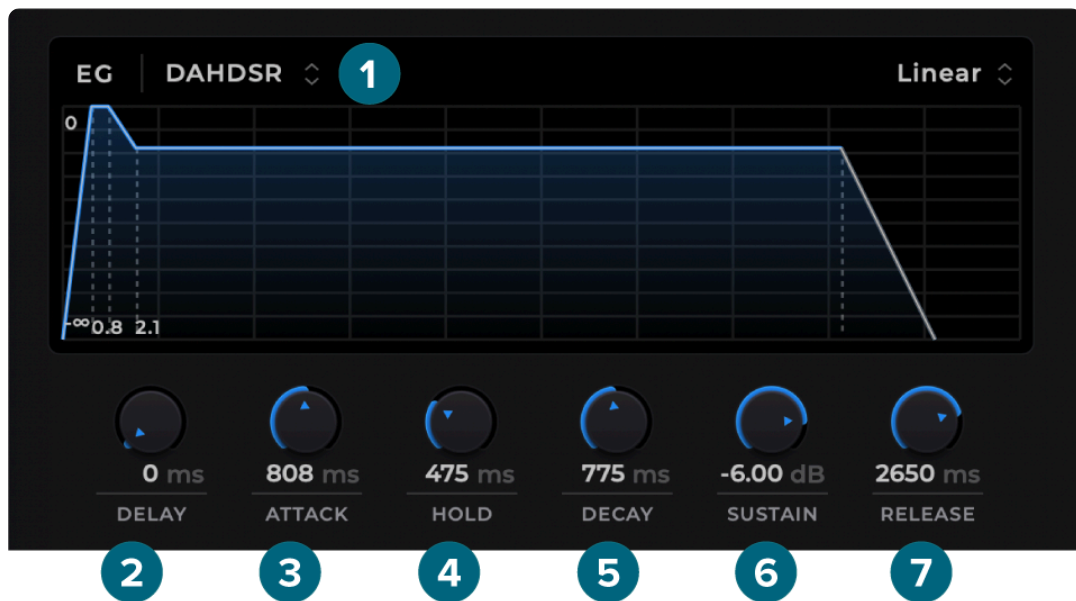 EG DAHDSR 1 Linear
0
-∞ 0.8 2.1
0 ms 808 ms 475 ms 775 ms -6.00 dB 2650 ms
DELAY ATTACK HOLD DECAY SUSTAIN RELEASE
2 3 4 5 6 7